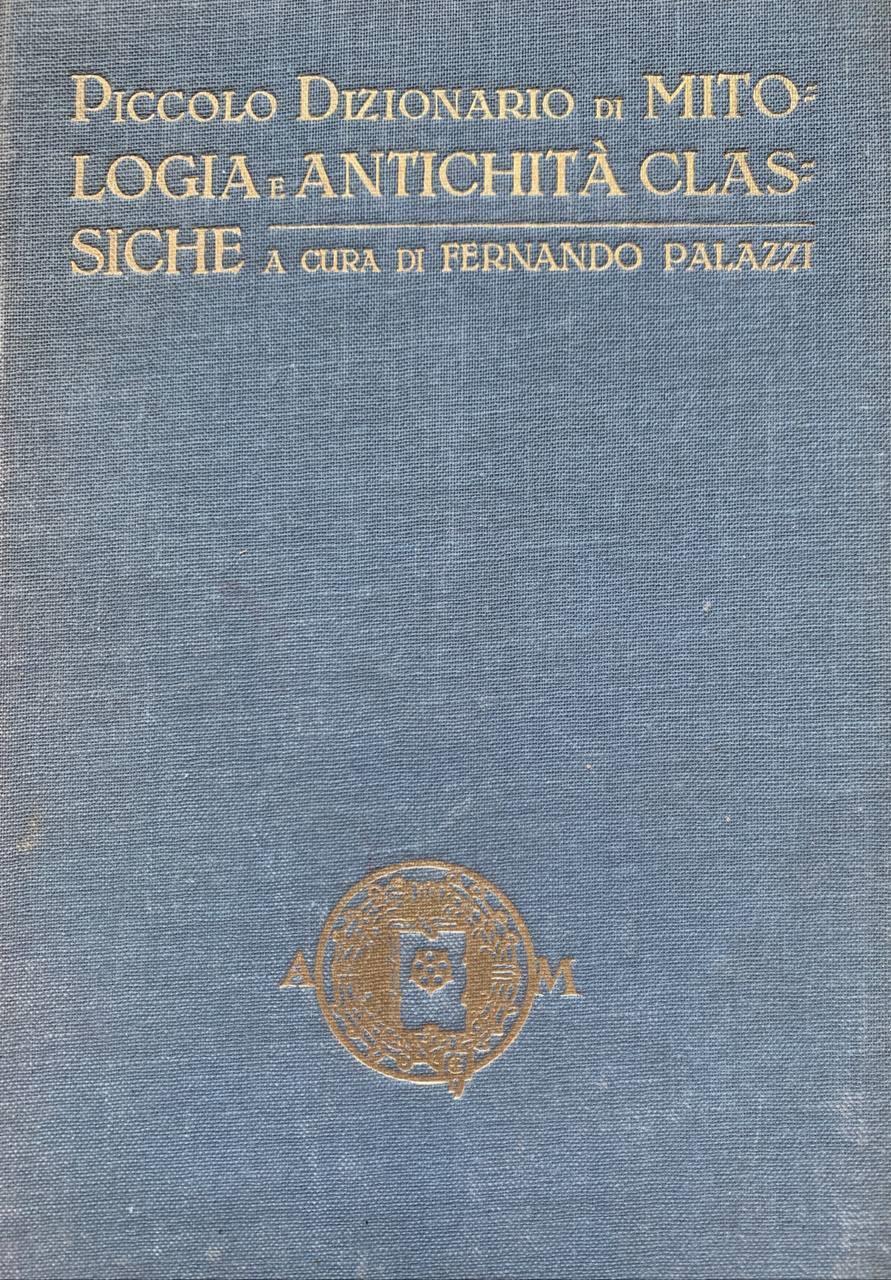 PICCOLO DIZIONARIO DI MITO=
LOGIA E ANTICHITÀ CLAS=
SICHE A CURA DI FERNANDO PALAZZI
A M